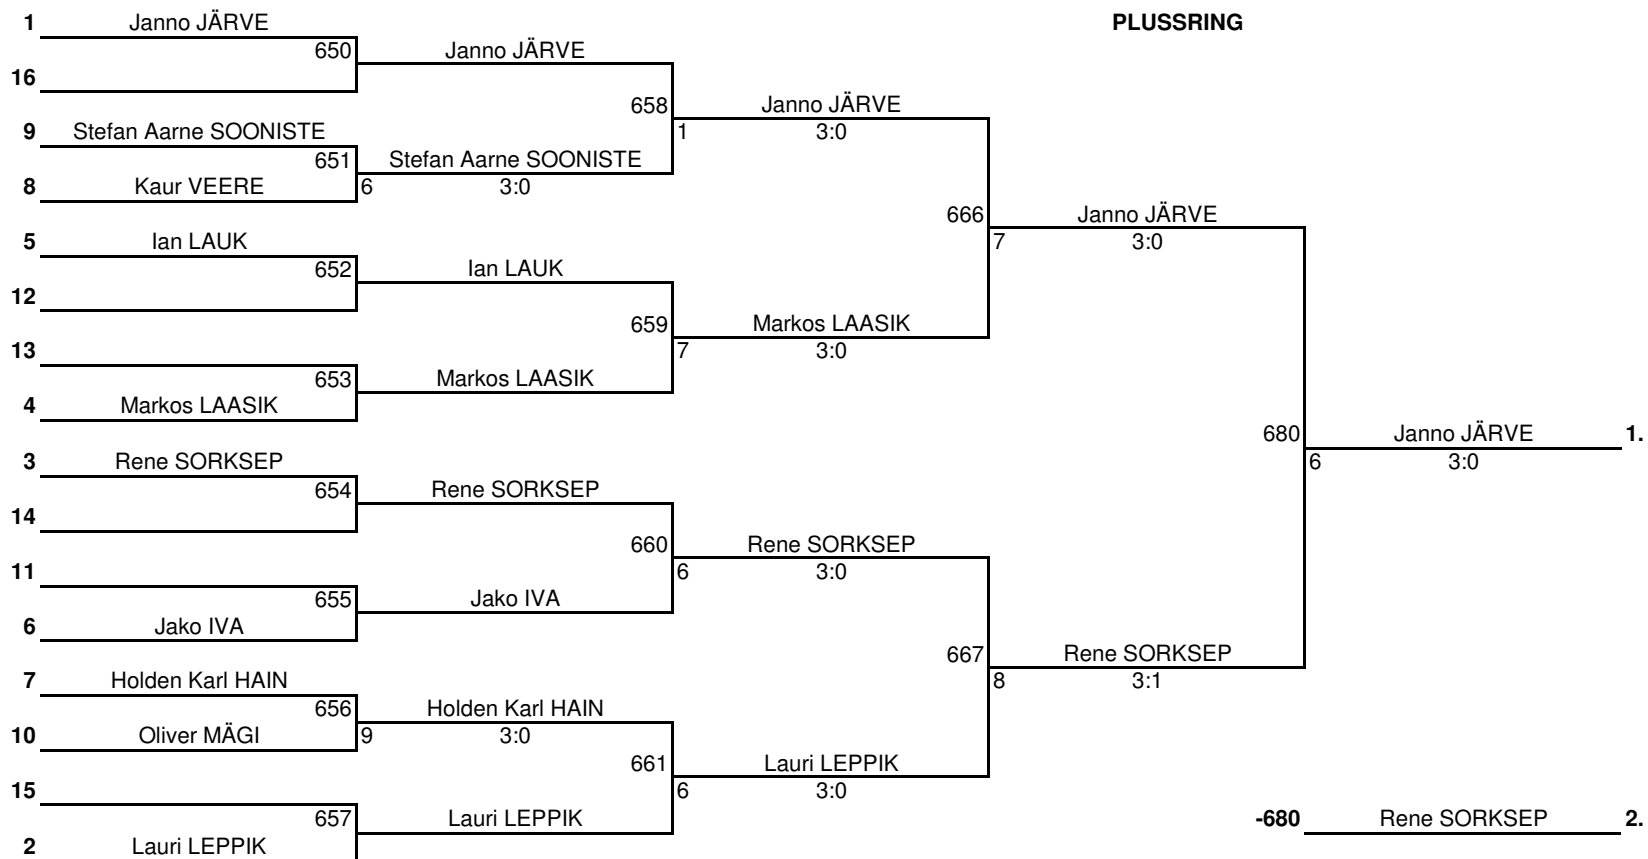 PLUSSRING
1 Janno JÄRVE
650 Janno JÄRVE
16
658 Janno JÄRVE
9 Stefan Aarne SOONISTE
1 3:0
651 Stefan Aarne SOONISTE
8 Kaur VEERE 6 3:0
666 Janno JÄRVE
5 Ian LAUK 7 3:0
652 Ian LAUK
12
659 Markos LAASIK
13 7 3:0
653 Markos LAASIK
4 Markos LAASIK
680 Janno JÄRVE 1.
3 Rene SORKSEP 6 3:0
654 Rene SORKSEP
14
660 Rene SORKSEP
11 6 3:0
655 Jako IVA
6 Jako IVA
667 Rene SORKSEP
7 Holden Karl HAIN 8 3:1
656 Holden Karl HAIN
10 Oliver MÄGI 9 3:0
661 Lauri LEPPIK
15 6 3:0
657 Lauri LEPPIK -680 Rene SORKSEP 2.
2 Lauri LEPPIK